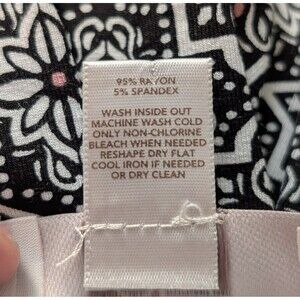 95% RAYON
5% SPANDEX
WASH INSIDE OUT
MACHINE WASH COLD
ONLY NON-CHLORINE
BLEACH WHEN NEEDED
RESHAPE DRY FLAT
COOL IRON IF NEEDED
OR DRY CLEAN